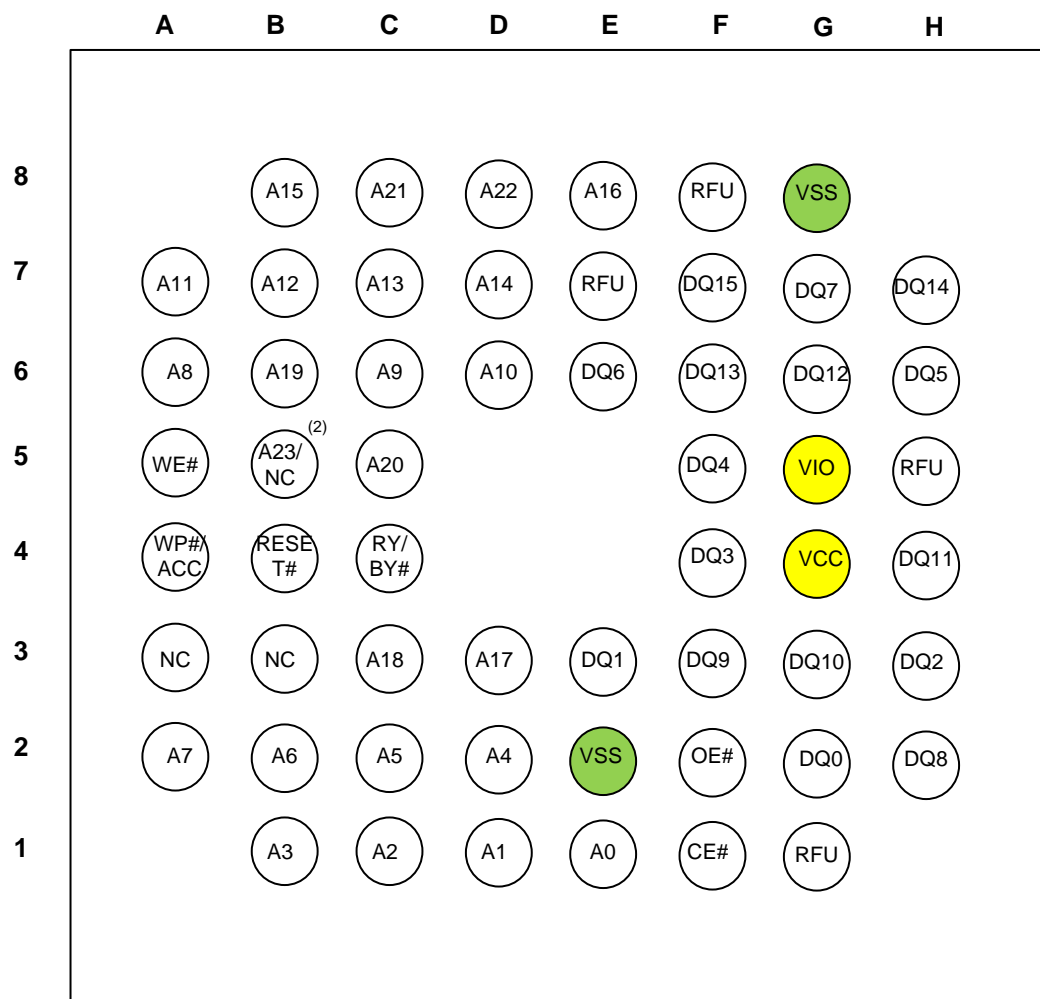 A B C D E F G H
8 A15 A21 A22 A16 RFU VSS
7 A11 A12 A13 A14 RFU DQ15 DQ7 DQ14
6 A8 A19 A9 A10 DQ6 DQ13 DQ12 DQ5
(2)
5 WE# A23/ NC A20 DQ4 VIO RFU
4 WP#/ ACC RESE T# RY/ BY# DQ3 VCC DQ11
3 NC NC A18 A17 DQ1 DQ9 DQ10 DQ2
2 A7 A6 A5 A4 VSS OE# DQ0 DQ8
1 A3 A2 A1 A0 CE# RFU